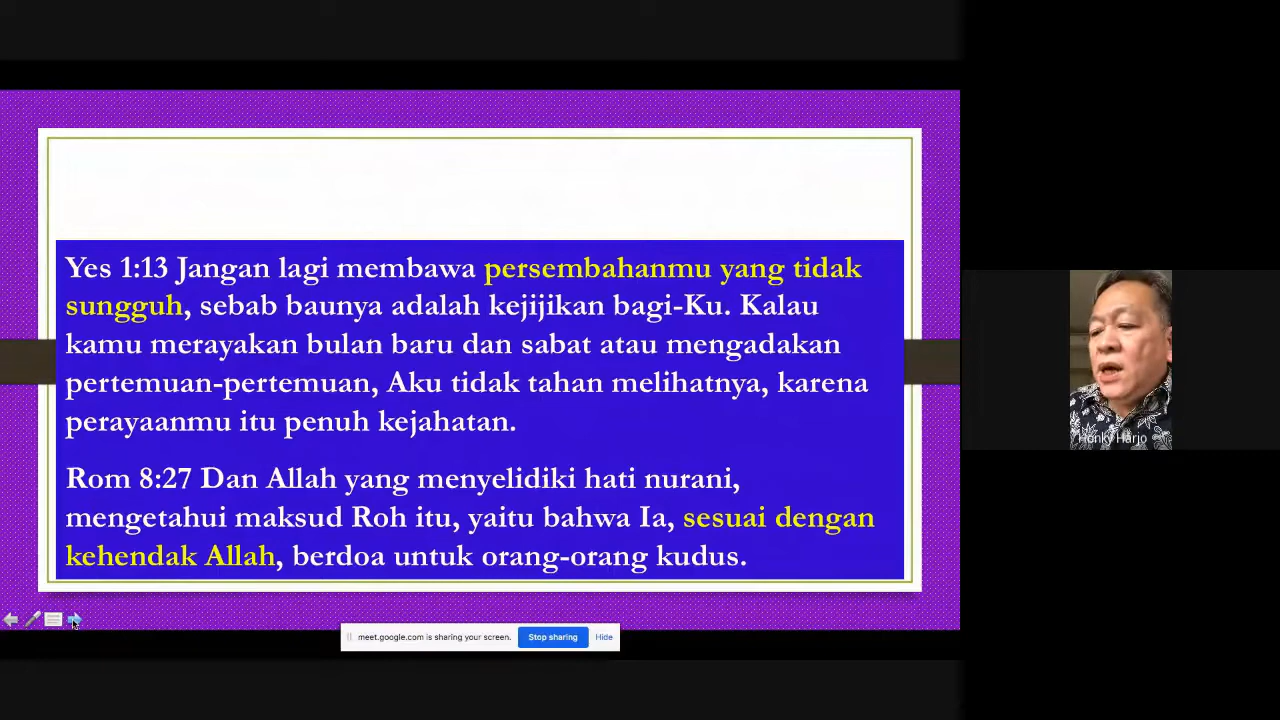 Yes 1:13 Jangan lagi membawa persembahanmu yang tidak
sungguh, sebab baunya adalah kejijikan bagi-Ku. Kalau
kamu merayakan bulan baru dan sabat atau mengadakan
pertemuan-pertemuan, Aku tidak tahan melihatnya, karena
perayaanmu itu penuh kejahatan.
Rom 8:27 Dan Allah yang menyelidiki hati nurani,
mengetahui maksud Roh itu, yaitu bahwa Ia, sesuai dengan
kehendak Allah, berdoa untuk orang-orang kudus.
Honky Harjo
meet.google.com is sharing your screen. Stop sharing Hide